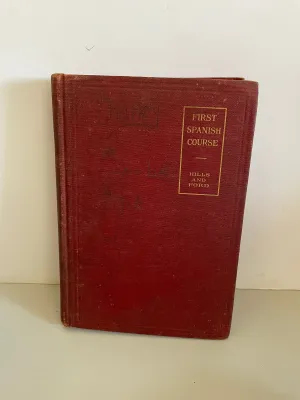 FIRST
SPANISH
COURSE
HILLS
AND
FORD